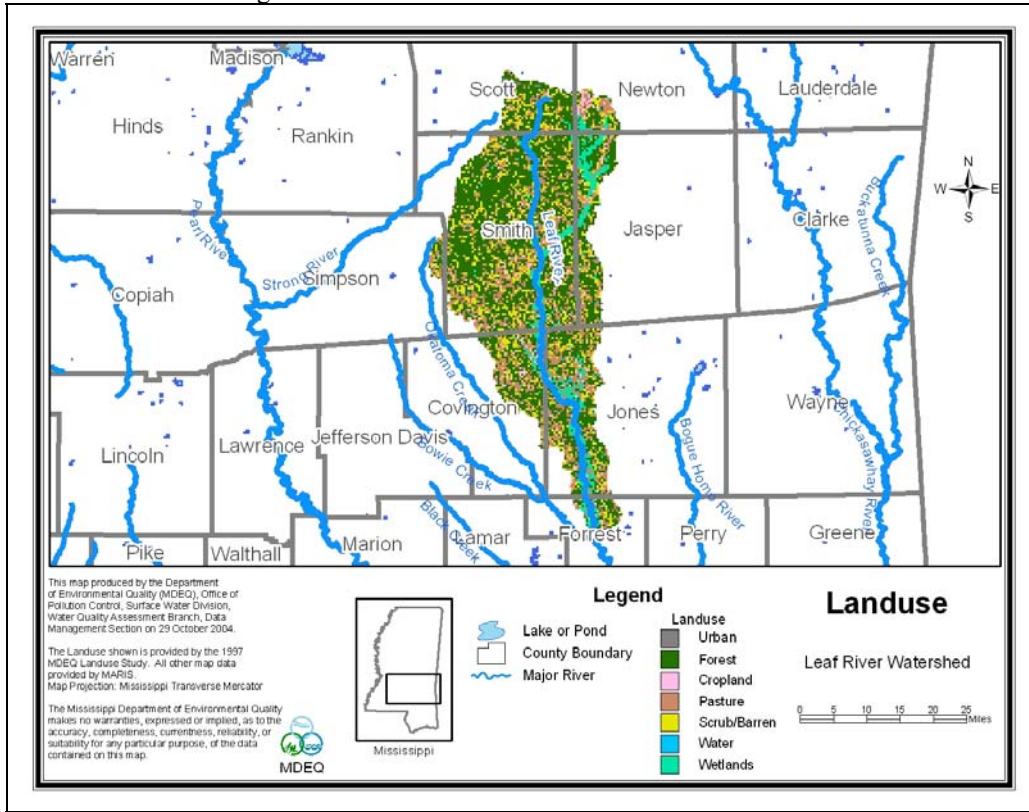 Warren
Madison
Scott
Newton
Lauderdale
Hinds
Rankin
N
W E
S
Pearl River
Strong River
Simpson
Smith
Leaf River
Jasper
Clarke
Buckatunna Creek
Copiah
Okatoma Creek
Covington
Jones
Wayne
Lincoln
Lawrence
Jefferson Davis
Bowie Creek
Bogue Homo River
Chickasawhay River
Black Creek
Pike
Walthall
Marion
Lamar
Forrest
Perry
Greene
This map produced by the Department
of Environmental Quality (MDEQ), Office of
Pollution Control, Surface Water Division,
Water Quality Assessment Branch, Data
Management Section on 29 October 2004.
The Landuse shown is provided by the 1997
MDEQ Landuse Study. All other map data
provided by MARIS.
Map Projection: Mississippi Transverse Mercator
The Mississippi Department of Environmental Quality
makes no warranties, expressed or implied, as to the
accuracy, completeness, currentness, reliability, or
suitability for any particular purpose, of the data
contained on this map.
MDEQ
Mississippi
Legend
Lake or Pond
County Boundary
Major River
Landuse
Urban
Forest
Cropland
Pasture
Scrub/Barren
Water
Wetlands
Landuse
Leaf River Watershed
0 5 10 15 20 25
Miles